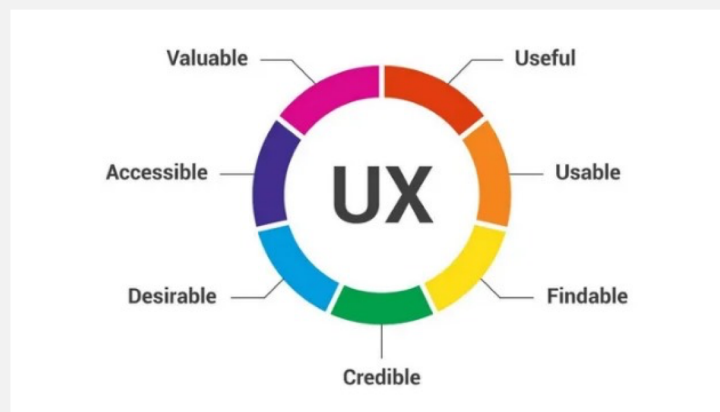 Valuable
Useful
Accessible
UX
Usable
Desirable
Findable
Credible